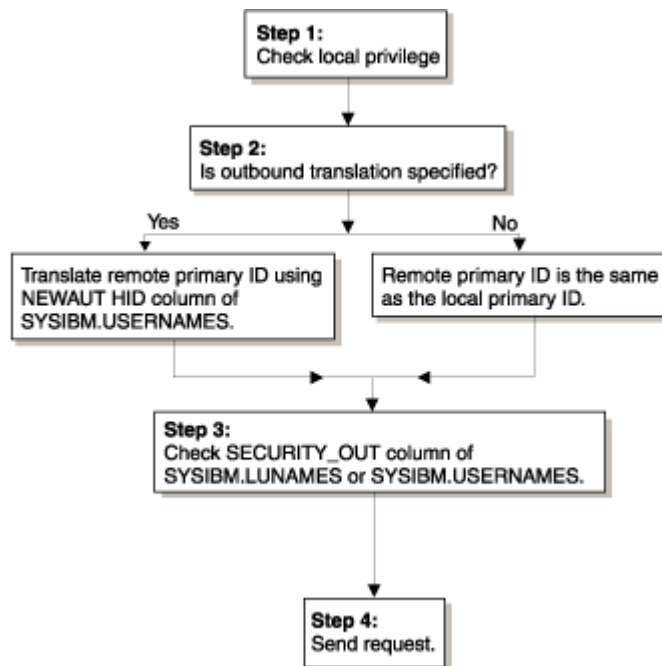 Step 1:
Check local privilege
Step 2:
Is outbound translation specified?
Yes
No
Translate remote primary ID using
NEWAUT HID column of
SYSIBM.USERNAMES.
Remote primary ID is the same
as the local primary ID.
Step 3:
Check SECURITY_OUT column of
SYSIBM.LUNAMES or SYSIBM.USERNAMES.
Step 4:
Send request.